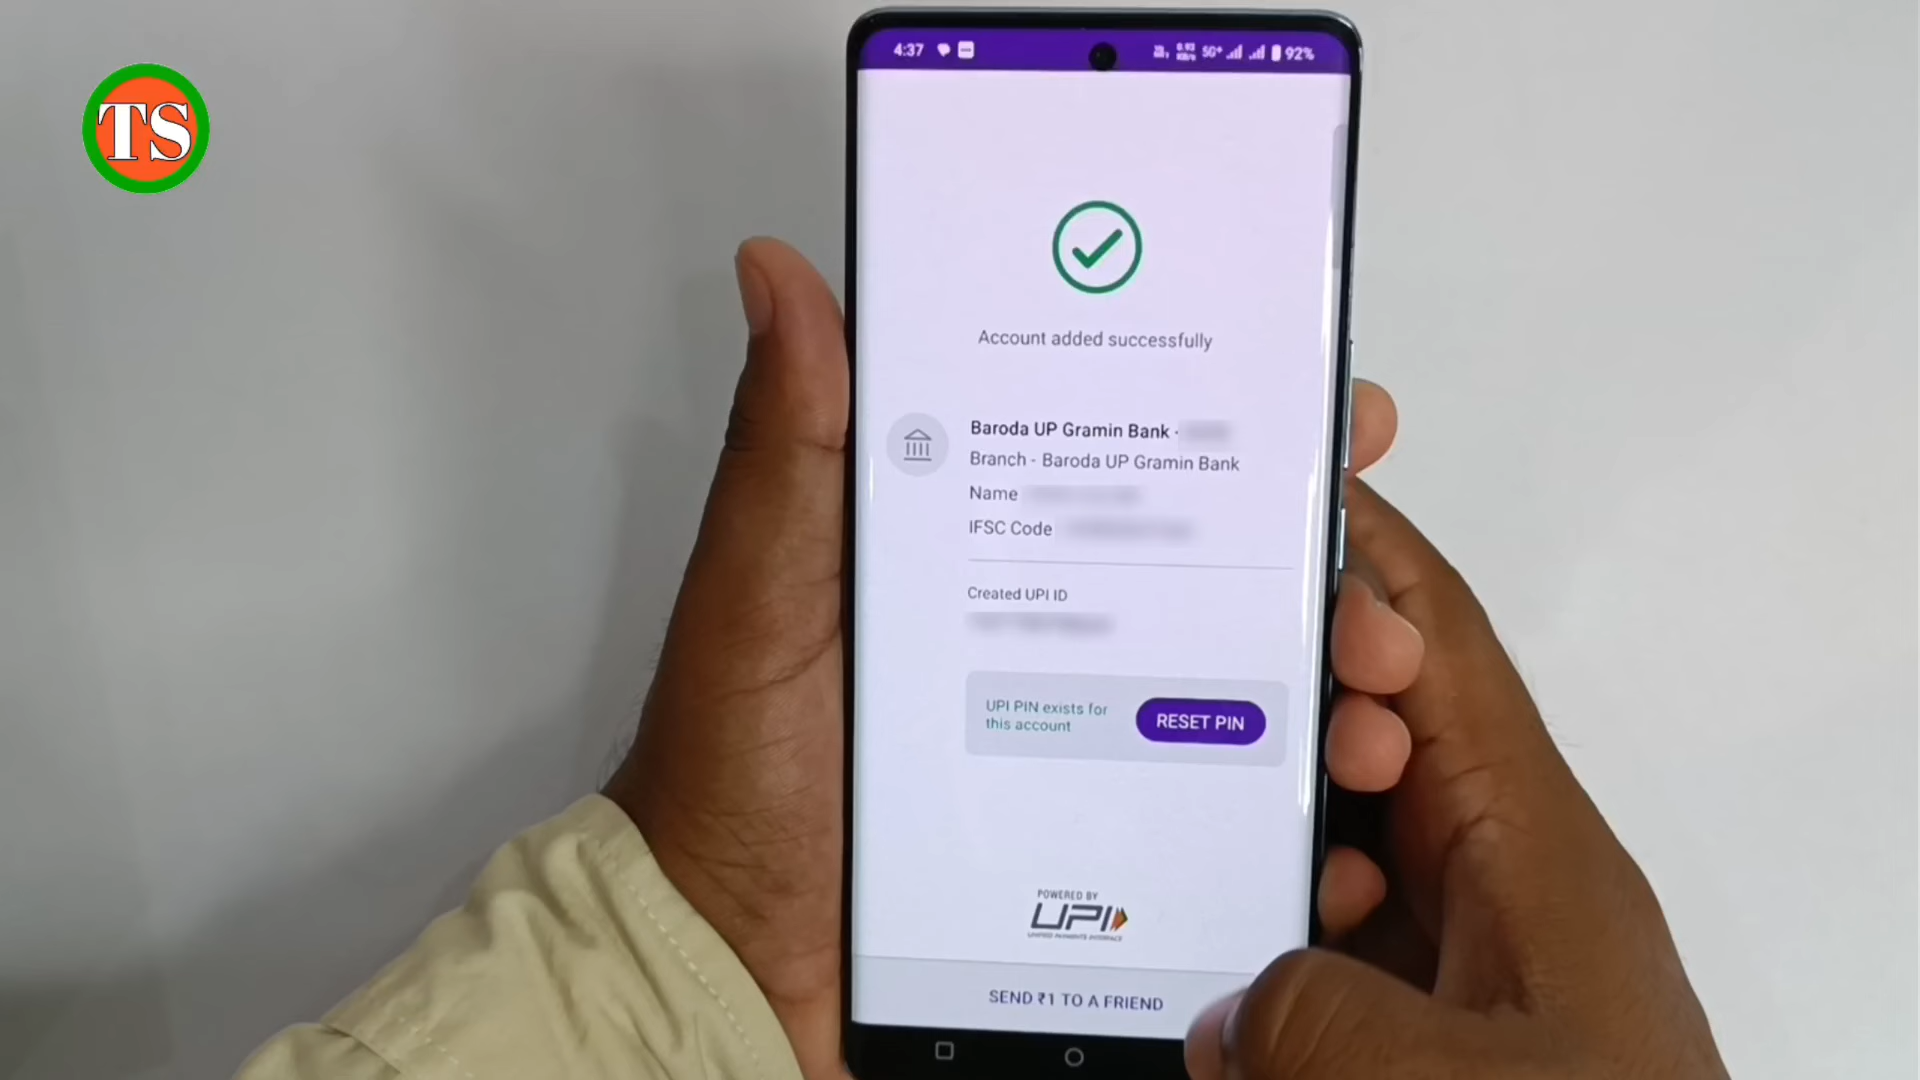 TS
4:37
5G+ 92%
Account added successfully
Baroda UP Gramin Bank -
Branch - Baroda UP Gramin Bank
Name
IFSC Code
Created UPI ID
UPI PIN exists for
this account
RESET PIN
POWERED BY
UPI
UNIFIED PAYMENTS INTERFACE
SEND ₹1 TO A FRIEND